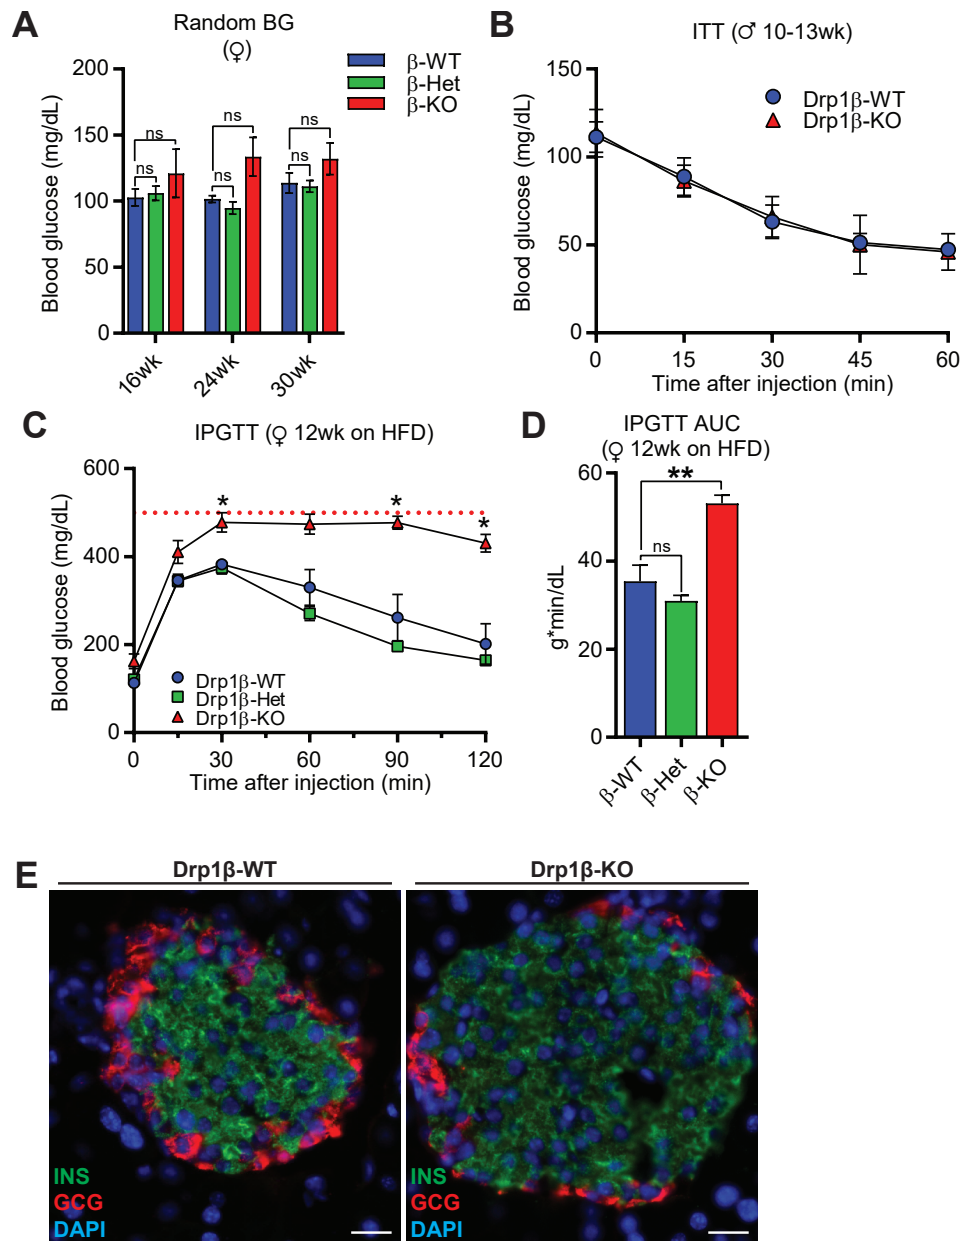 A
Random BG
(♀)
β-WT
β-Het
β-KO
Blood glucose (mg/dL)
200
150
100
50
0
ns
ns
ns
ns
ns
ns
16wk
24wk
30wk
B
ITT (♂ 10-13wk)
Drp1β-WT
Drp1β-KO
Blood glucose (mg/dL)
150
100
50
0
0 15 30 45 60
Time after injection (min)
C
IPGTT (♀ 12wk on HFD)
Blood glucose (mg/dL)
600
400
200
0
*
*
*
Drp1β-WT
Drp1β-Het
Drp1β-KO
0 30 60 90 120
Time after injection (min)
D
IPGTT AUC
(♀ 12wk on HFD)
g*min/dL
60
40
20
0
**
ns
β-WT
β-Het
β-KO
E
Drp1β-WT
Drp1β-KO
INS
GCG
DAPI
INS
GCG
DAPI